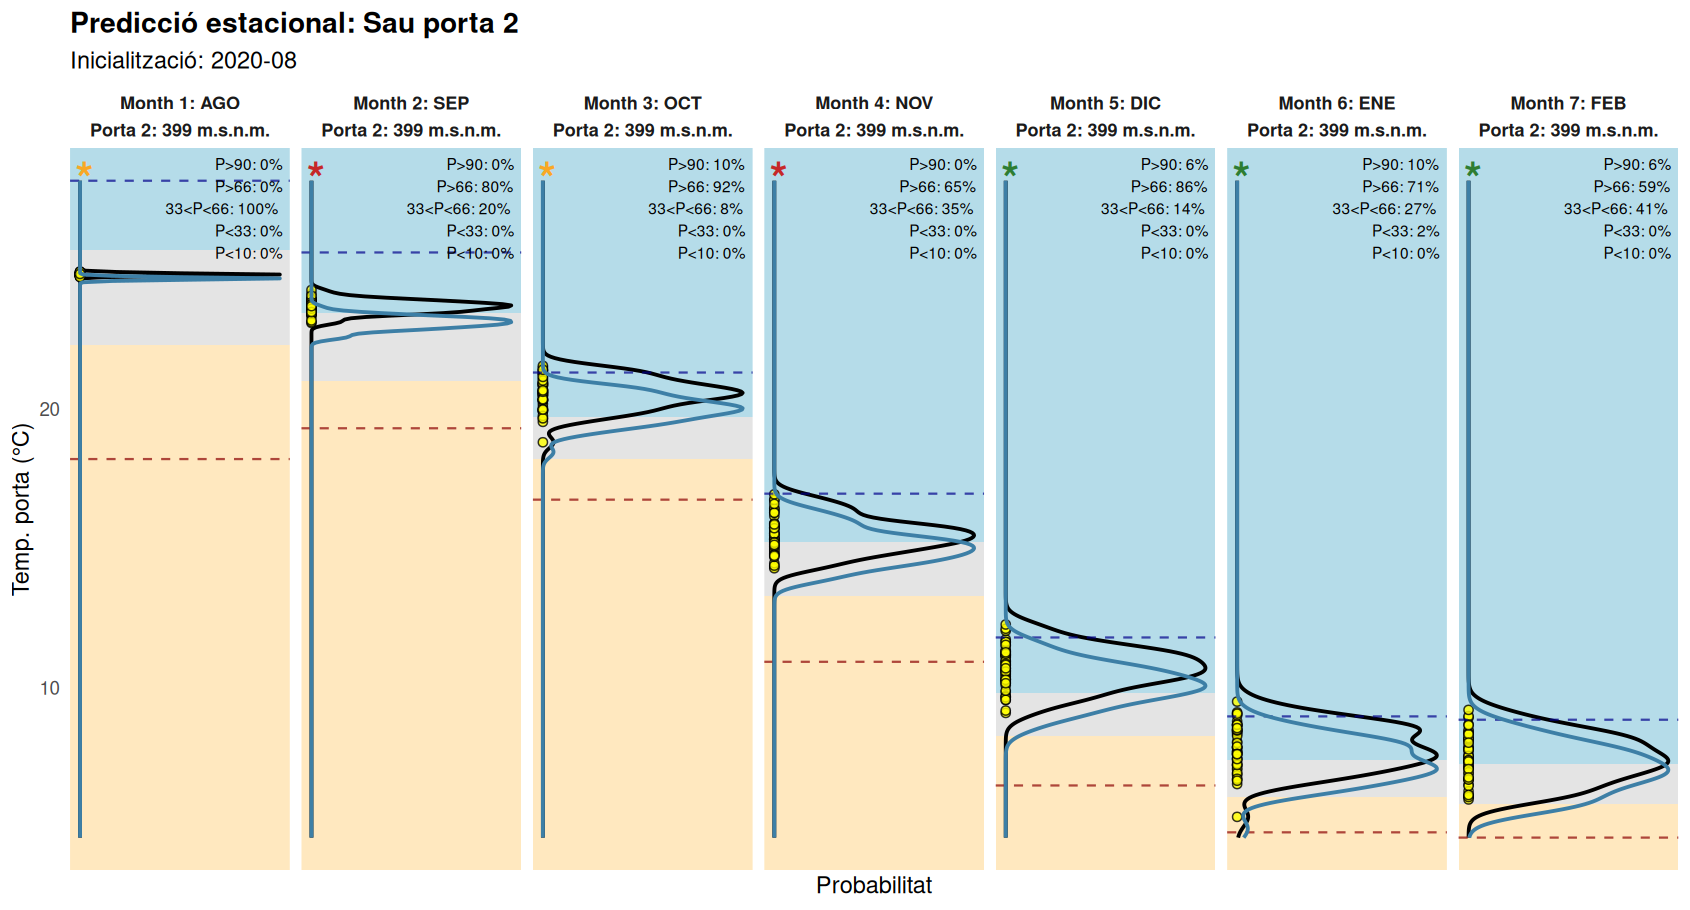 Predicció estacional: Sau porta 2
Inicialització: 2020-08
Month 1: AGO
Porta 2: 399 m.s.n.m.
Month 2: SEP
Porta 2: 399 m.s.n.m.
Month 3: OCT
Porta 2: 399 m.s.n.m.
Month 4: NOV
Porta 2: 399 m.s.n.m.
Month 5: DIC
Porta 2: 399 m.s.n.m.
Month 6: ENE
Porta 2: 399 m.s.n.m.
Month 7: FEB
Porta 2: 399 m.s.n.m.
*
P>90: 0%
P>66: 0%
33<P<66: 100%
P<33: 0%
P<10: 0%
*
P>90: 0%
P>66: 80%
33<P<66: 20%
P<33: 0%
P<10: 0%
*
P>90: 10%
P>66: 92%
33<P<66: 8%
P<33: 0%
P<10: 0%
*
P>90: 0%
P>66: 65%
33<P<66: 35%
P<33: 0%
P<10: 0%
*
P>90: 6%
P>66: 86%
33<P<66: 14%
P<33: 0%
P<10: 0%
*
P>90: 10%
P>66: 71%
33<P<66: 27%
P<33: 2%
P<10: 0%
*
P>90: 6%
P>66: 59%
33<P<66: 41%
P<33: 0%
P<10: 0%
20
10
Temp. porta (°C)
Probabilitat